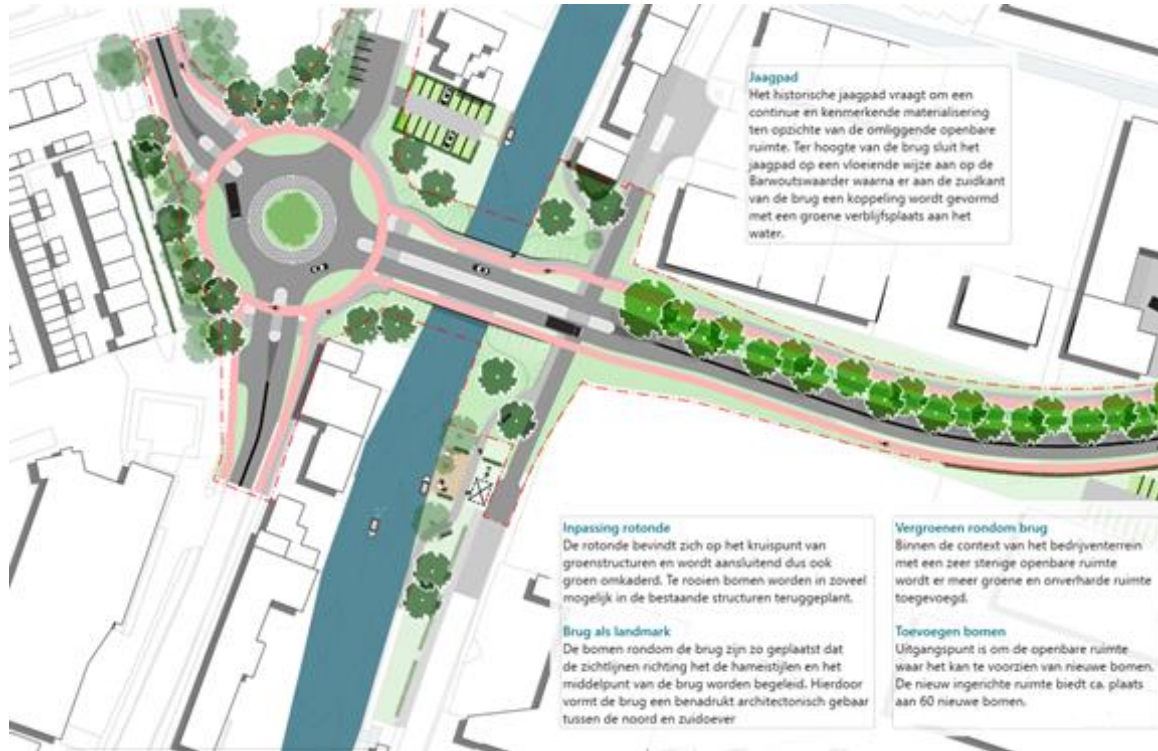 Jaagpad
Het historische jaagpad vraagt om een
continue en kenmerkende materialisering
ten opzichte van de omliggende openbare
ruimte. Ter hoogte van de brug sluit het
jaagpad op een vloeiende wijze aan op de
Barwoutswaarder waarna er aan de zuidkant
van de brug een koppeling wordt gevormd
met een groene verblijfsplaats aan het
water.
Inpassing rotonde
De rotonde bevindt zich op het kruispunt van
groenstructuren en wordt aansluitend dus ook
groen omkaderd. Te rooien bomen worden in zoveel
mogelijk in de bestaande structuren teruggeplant.
Brug als landmark
De bomen rondom de brug zijn zo geplaatst dat
de zichtlijnen richting het de hameistijlen en het
middelpunt van de brug worden begeleid. Hierdoor
vormt de brug een benadrukt architectonisch gebaar
tussen de noord en zuidoever
Vergroenen rondom brug
Binnen de context van het bedrijventerrein
met een zeer stenige openbare ruimte
wordt er meer groene en onverharde ruimte
toegevoegd.
Toevoegen bomen
Uitgangspunt is om de openbare ruimte
waar het kan te voorzien van nieuwe bomen.
De nieuw ingerichte ruimte biedt ca. plaats
aan 60 nieuwe bomen.